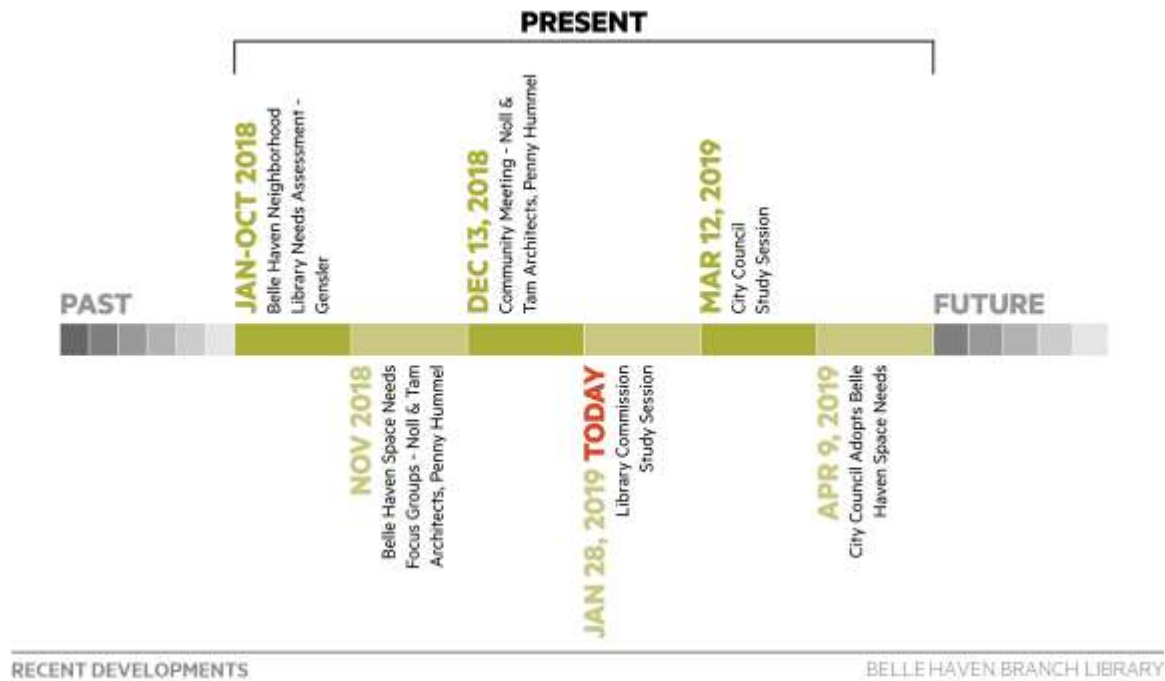 PRESENT
PAST
JAN-OCT 2018
Belle Haven Neighborhood
Library Needs Assessment -
Gensler
NOV 2018
Belle Haven Space Needs
Focus Groups - Noll & Tam
Architects, Penny Hummel
DEC 13, 2018
Community Meeting - Noll &
Tam Architects, Penny Hummel
JAN 28, 2019 TODAY
Library Commission
Study Session
MAR 12, 2019
City Council
Study Session
APR 9, 2019
City Council Adopts Belle
Haven Space Needs
FUTURE
RECENT DEVELOPMENTS
BELLE HAVEN BRANCH LIBRARY